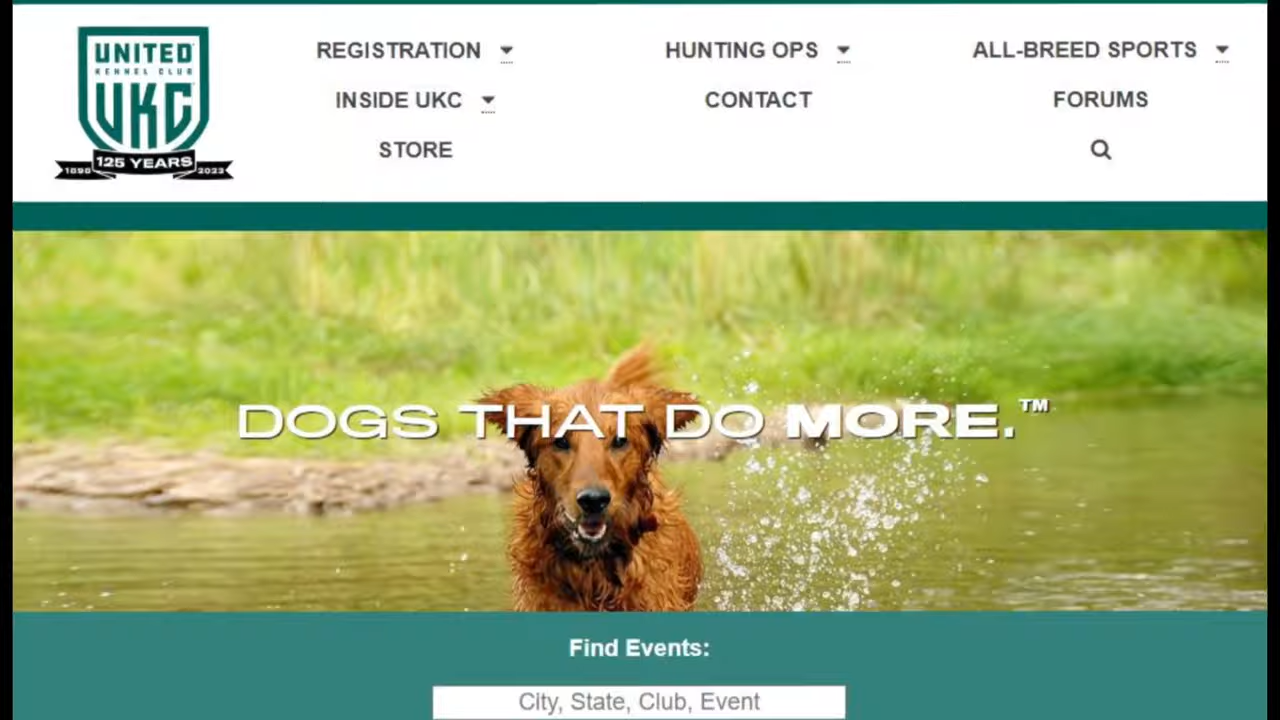 UNITED
KENNEL CLUB
UKC
125 YEARS
1898 2023
REGISTRATION
HUNTING OPS
ALL-BREED SPORTS
INSIDE UKC
CONTACT
FORUMS
STORE
DOGS THAT DO MORE.™
Find Events:
City, State, Club, Event